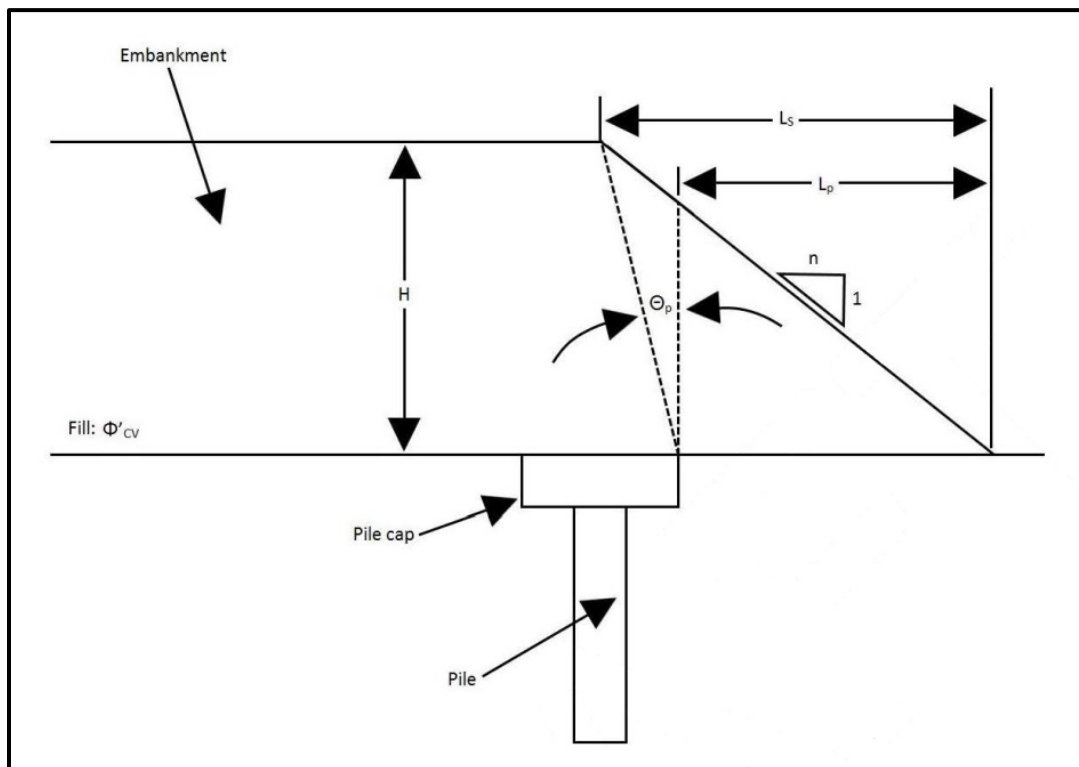 Embankment
Lₛ
Lₚ
n
1
H
Θₚ
Fill: Φ'CV
Pile cap
Pile